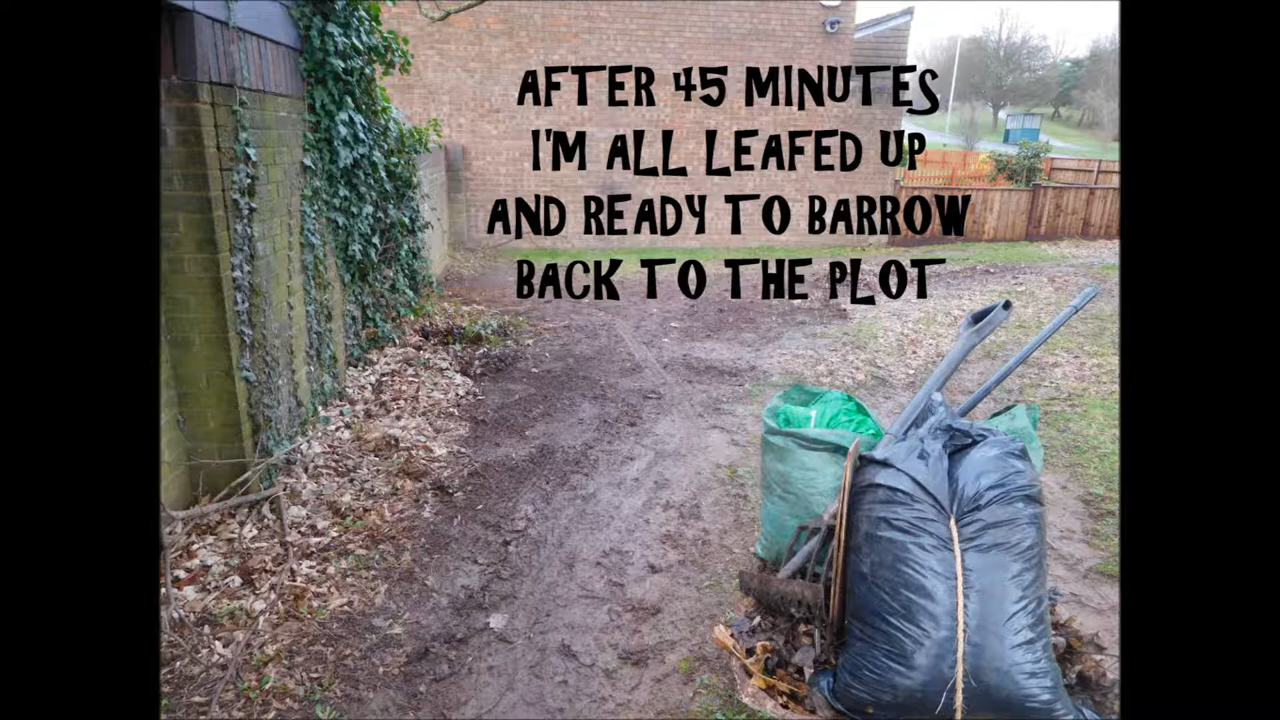 AFTER 45 MINUTES
I'M ALL LEAFED UP
AND READY TO BARROW
BACK TO THE PLOT